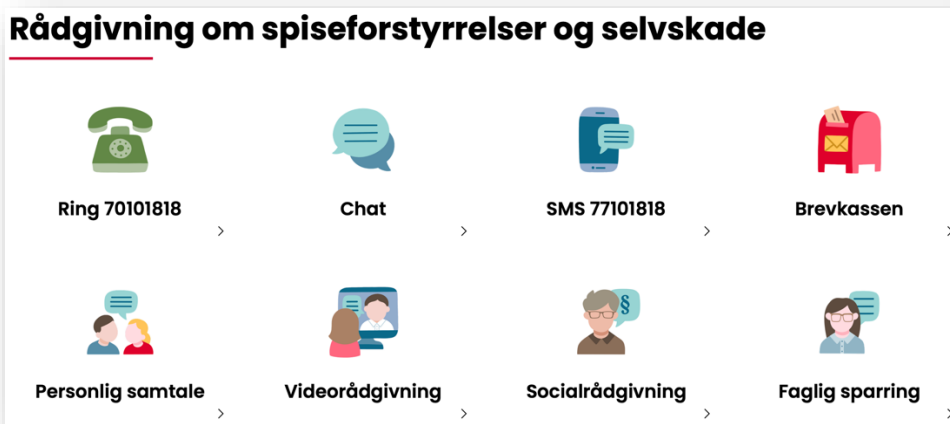 Rådgivning om spiseforstyrrelser og selvskade
Ring 70101818
Chat
SMS 77101818
Brevkassen
§
Personlig samtale
Videorådgivning
Socialrådgivning
Faglig sparring